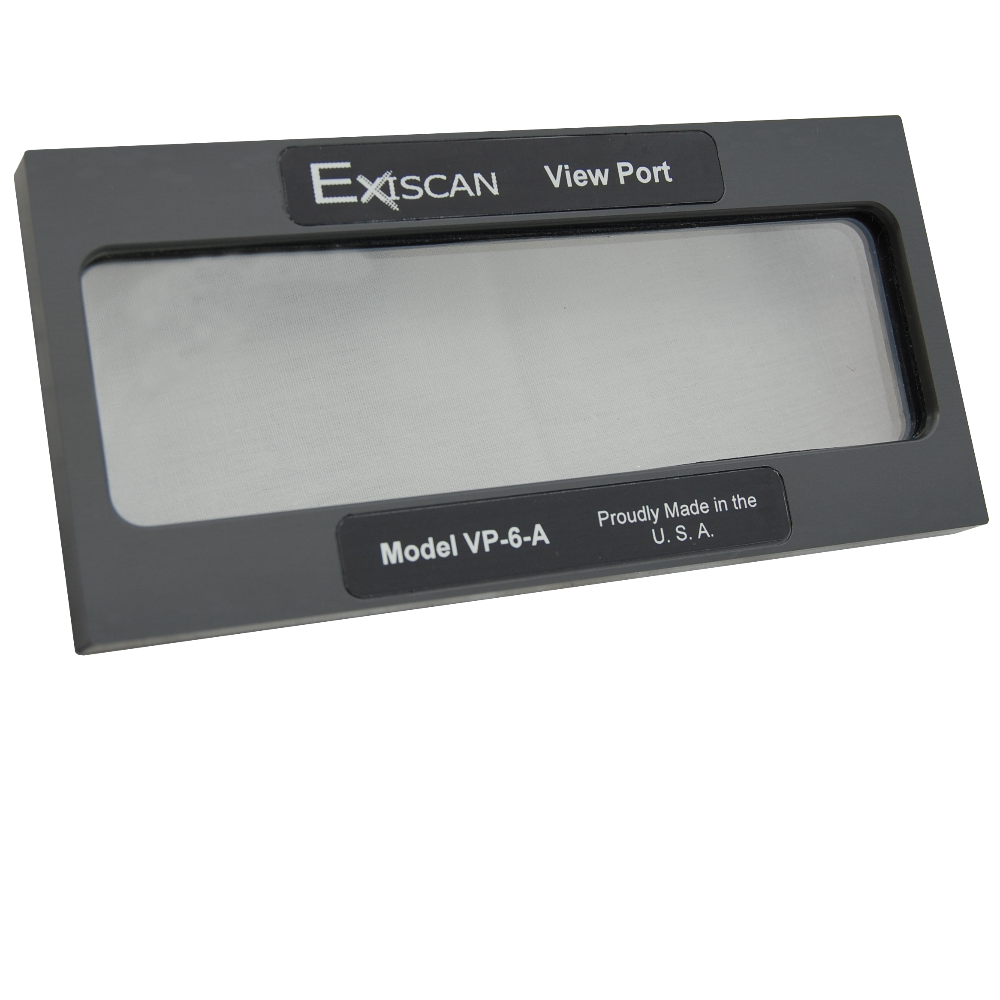 EXISCAN View Port
Model VP-6-A
Proudly Made in the
U. S. A.